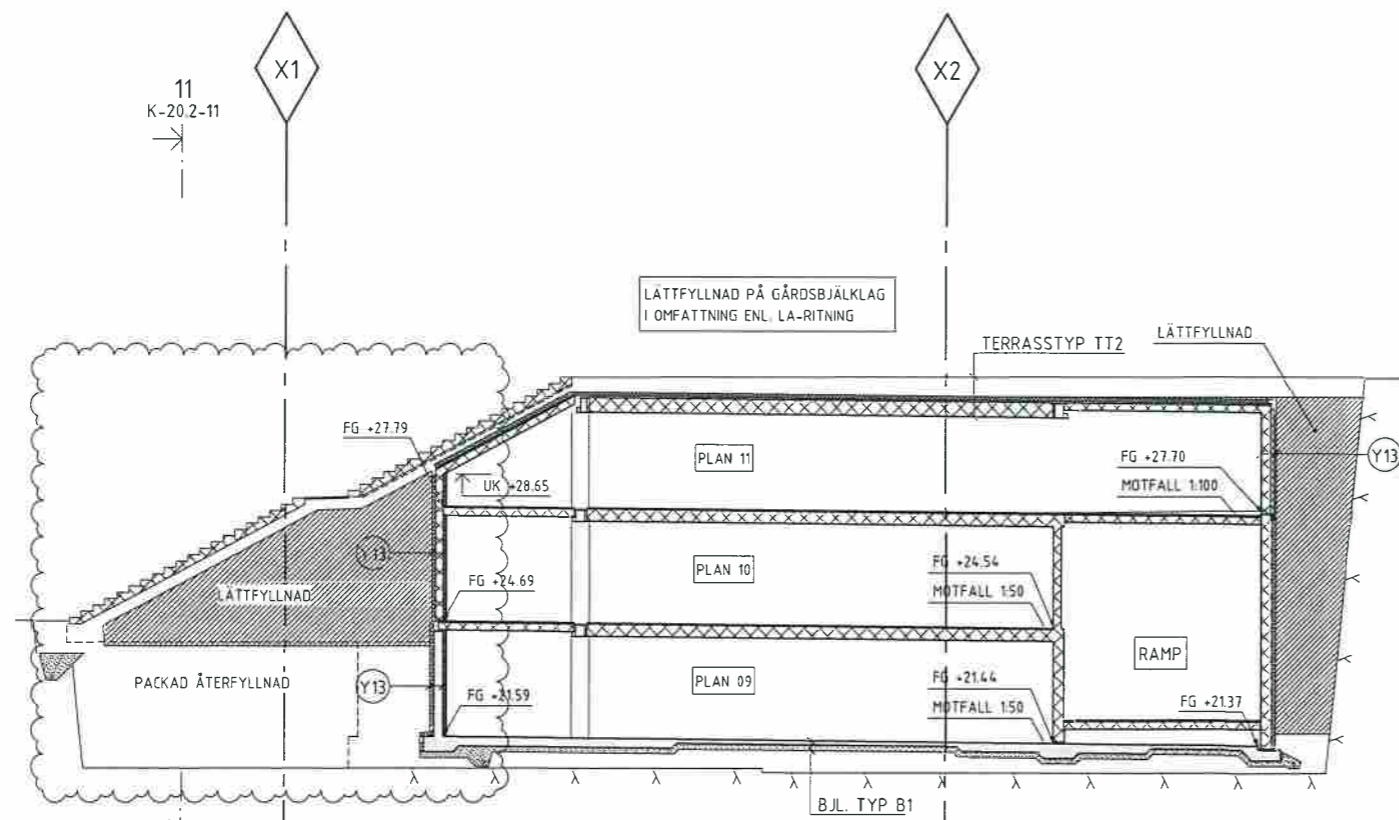 X1
X2
11
K-20.2-11
LÄTTFYLLNAD PÅ GÅRDSBJÄLKLAG
I OMFATTNING ENL. LA-RITNING
TERRASSTYP TT2
LÄTTFYLLNAD
FG +27.79
PLAN 11
FG +27.70
Y13
UK +28.65
MOTFALL 1:100
Y13
PLAN 10
FG +24.54
FG +24.69
MOTFALL 1:50
LÄTTFYLLNAD
RAMP
PACKAD ÅTERFYLLNAD
Y13
PLAN 09
FG +21.44
FG +21.59
MOTFALL 1:50
FG +21.37
BJL. TYP B1